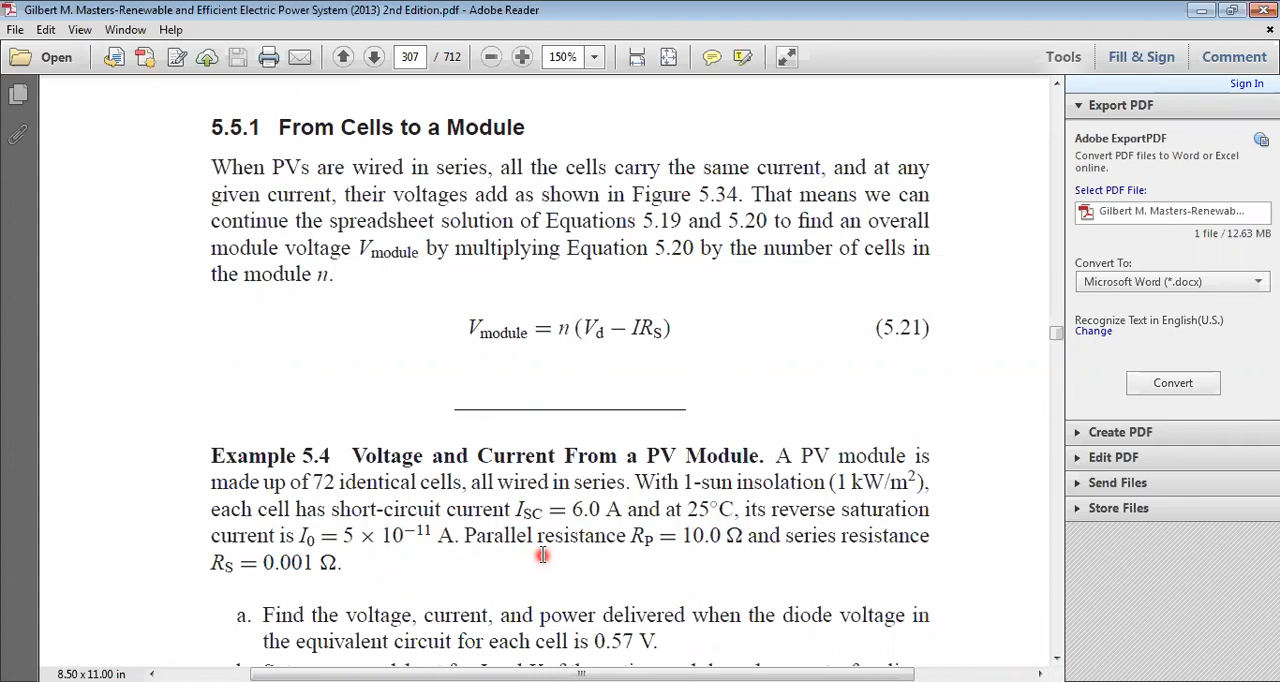 Gilbert M. Masters-Renewable and Efficient Electric Power System (2013) 2nd Edition.pdf - Adobe Reader
File Edit View Window Help
Open 307 / 712 150% Tools Fill & Sign Comment
Sign In
Export PDF
Adobe ExportPDF
Convert PDF files to Word or Excel
online.
Select PDF File:
Gilbert M. Masters-Renewab...
1 file / 12.63 MB
Convert To:
Microsoft Word (*.docx)
Recognize Text in English(U.S.)
Change
Convert
Create PDF
Edit PDF
Send Files
Store Files
5.5.1 From Cells to a Module
When PVs are wired in series, all the cells carry the same current, and at any
given current, their voltages add as shown in Figure 5.34. That means we can
continue the spreadsheet solution of Equations 5.19 and 5.20 to find an overall
module voltage Vmodule by multiplying Equation 5.20 by the number of cells in
the module n.
Vmodule = n (Vd − IRS) (5.21)
Example 5.4 Voltage and Current From a PV Module. A PV module is
made up of 72 identical cells, all wired in series. With 1-sun insolation (1 kW/m²),
each cell has short-circuit current ISC = 6.0 A and at 25°C, its reverse saturation
current is I0 = 5 × 10⁻¹¹ A. Parallel resistance RP = 10.0 Ω and series resistance
RS = 0.001 Ω.
a. Find the voltage, current, and power delivered when the diode voltage in
the equivalent circuit for each cell is 0.57 V.
8.50 x 11.00 in